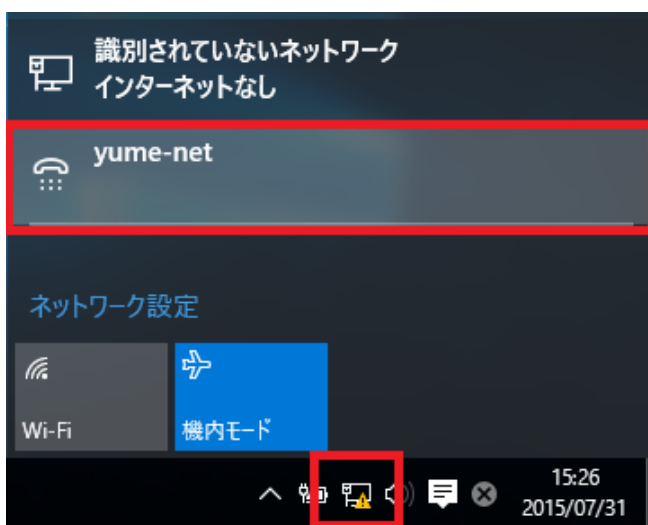 識別されていないネットワーク
インターネットなし
yume-net
ネットワーク設定
Wi-Fi
機内モード
15:26
2015/07/31